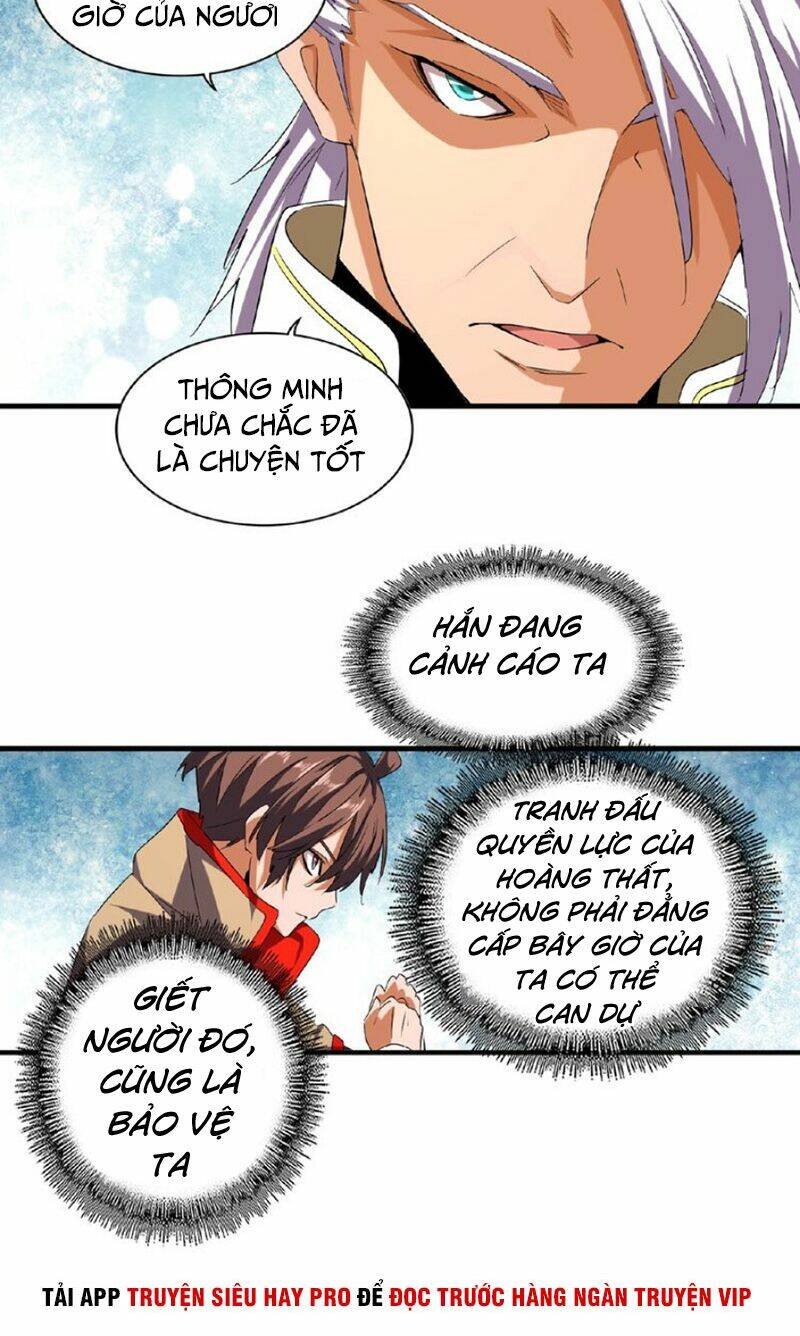 GIỜ CỦA NGƯƠI
THÔNG MINH
CHƯA CHẮC ĐÃ
LÀ CHUYỆN TỐT
HẮN ĐANG
CẢNH CÁO TA
TRANH ĐẤU
QUYỀN LỰC CỦA
HOÀNG THẤT,
KHÔNG PHẢI ĐẲNG
CẤP BÂY GIỜ CỦA
TA CÓ THỂ
CAN DỰ
GIẾT
NGƯỜI ĐÓ,
CŨNG LÀ
BẢO VỆ
TA
TẢI APP TRUYỆN SIÊU HAY PRO ĐỂ ĐỌC TRƯỚC HÀNG NGÀN TRUYỆN VIP